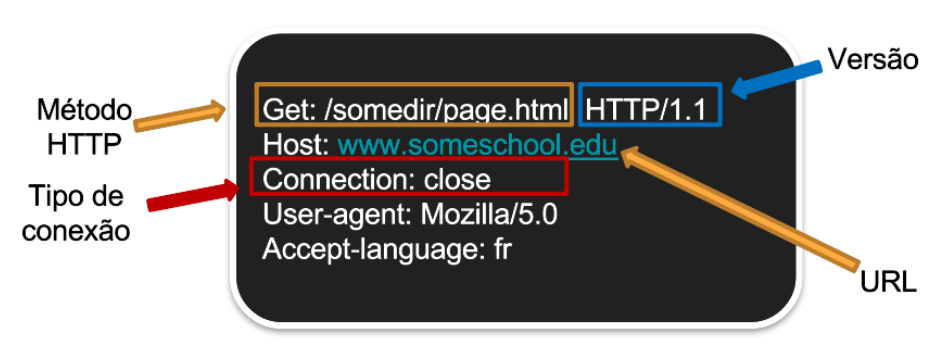 Versão
Método
HTTP
Get: /somedir/page.html HTTP/1.1
Host: www.someschool.edu
Connection: close
User-agent: Mozilla/5.0
Accept-language: fr
Tipo de
conexão
URL